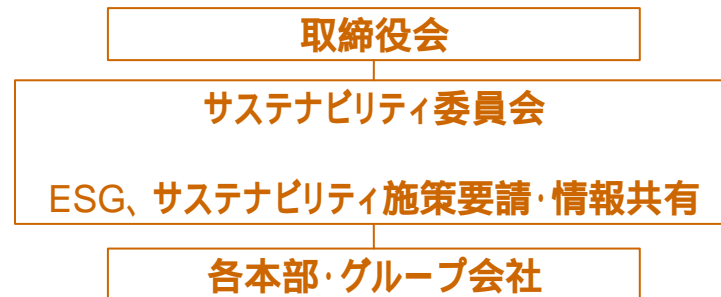 取締役会
サステナビリティ委員会
ESG、サステナビリティ施策要請・情報共有
各本部・グループ会社